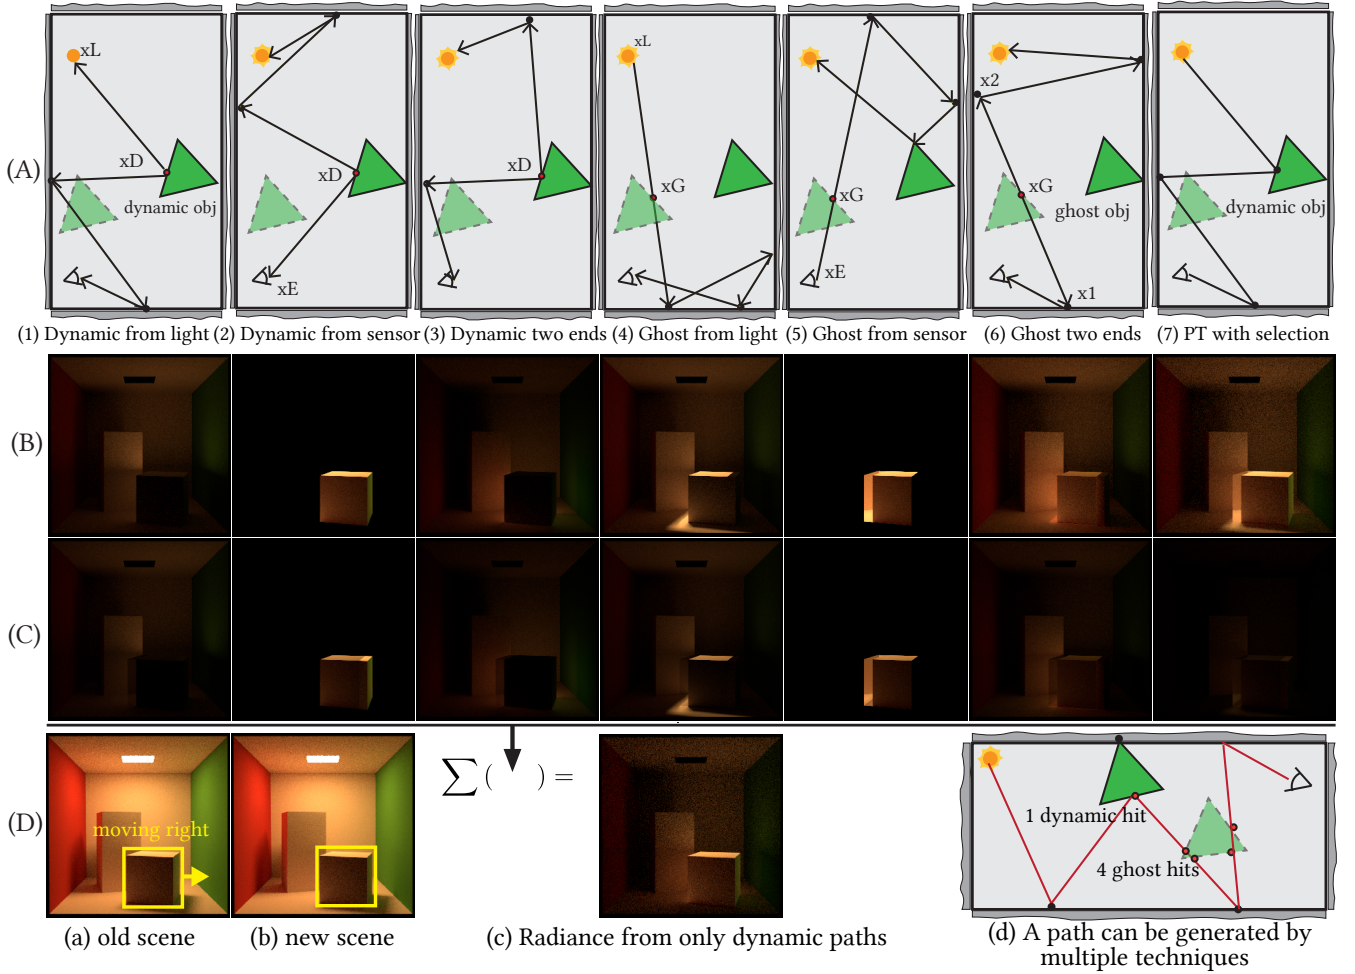 xL
xD
dynamic obj
xD
xE
xD
xL
xG
xG
xE
x2
xG
ghost obj
x1
dynamic obj
(A)
(1) Dynamic from light
(2) Dynamic from sensor
(3) Dynamic two ends
(4) Ghost from light
(5) Ghost from sensor
(6) Ghost two ends
(7) PT with selection
(B)
(C)
(D)
moving right
∑ ( ) =
1 dynamic hit
4 ghost hits
(a) old scene
(b) new scene
(c) Radiance from only dynamic paths
(d) A path can be generated by
multiple techniques